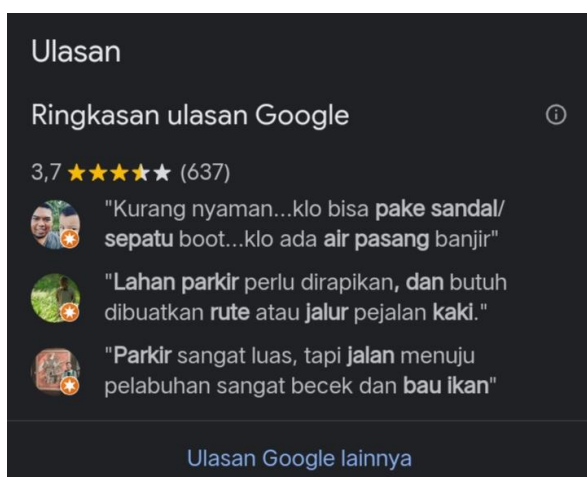 Ulasan
Ringkasan ulasan Google
3,7 (637)
"Kurang nyaman...klo bisa pake sandal/
sepatu boot...klo ada air pasang banjir"
"Lahan parkir perlu dirapikan, dan butuh
dibuatkan rute atau jalur pejalan kaki."
"Parkir sangat luas, tapi jalan menuju
pelabuhan sangat becek dan bau ikan"
Ulasan Google lainnya